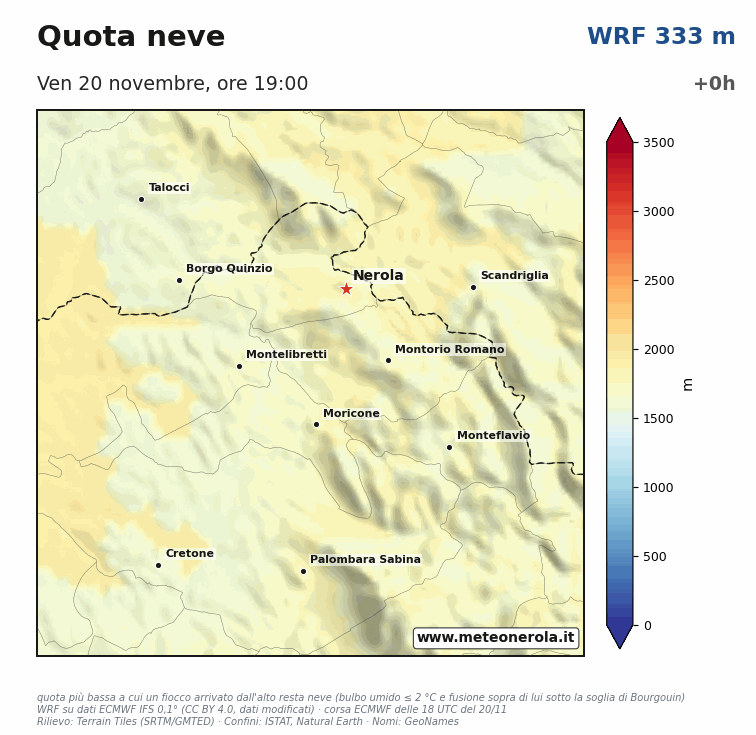 Quota neve
WRF 333 m
Ven 20 novembre, ore 19:00
+0h
Talocci
Borgo Quinzio
Nerola
Scandriglia
Montelibretti
Montorio Romano
Moricone
Monteflavio
Cretone
Palombara Sabina
www.meteonerola.it
3500
3000
2500
2000
1500
1000
500
0
m
quota più bassa a cui un fiocco arrivato dall'alto resta neve (bulbo umido ≤ 2 °C e fusione sopra di lui sotto la soglia di Bourgouin)
WRF su dati ECMWF IFS 0,1° (CC BY 4.0, dati modificati) · corsa ECMWF delle 18 UTC del 20/11
Rilievo: Terrain Tiles (SRTM/GMTED) · Confini: ISTAT, Natural Earth · Nomi: GeoNames